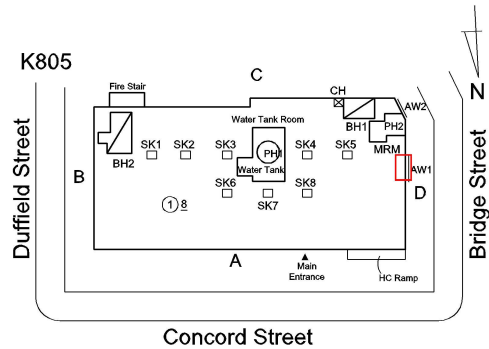 K805
C
N
Fire Stair
CH
AW2
Water Tank Room
BH1
PH2
BH2
SK1
SK2
SK3
PH1
SK4
SK5
MRM
Water Tank
AW1
B
D
SK6
SK7
SK8
1
8
A
Main
Entrance
HC Ramp
Duffield Street
Bridge Street
Concord Street